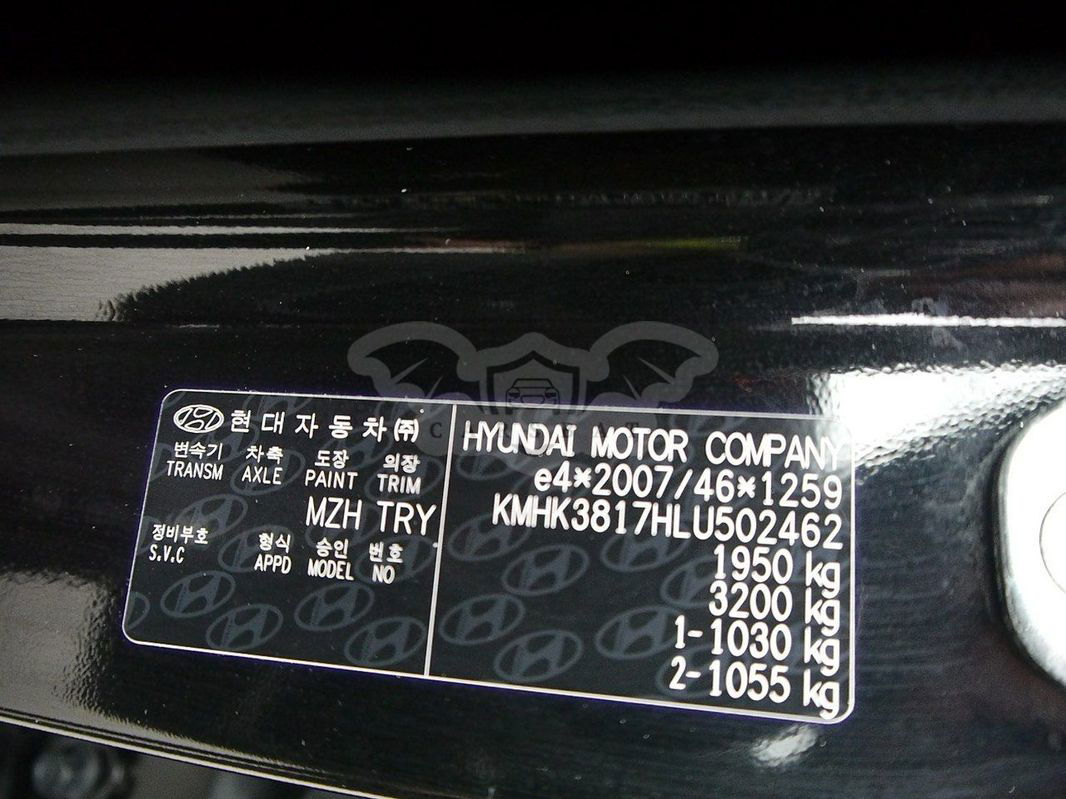 현대자동차㈜
변속기 차축 도장 의장
TRANSM AXLE PAINT TRIM
MZH TRY
정비부호 형식 승인 번호
S.V.C APPD MODEL NO
HYUNDAI MOTOR COMPANY
e4*2007/46*1259
KMHK3817HLU502462
1950 kg
3200 kg
1-1030 kg
2-1055 kg